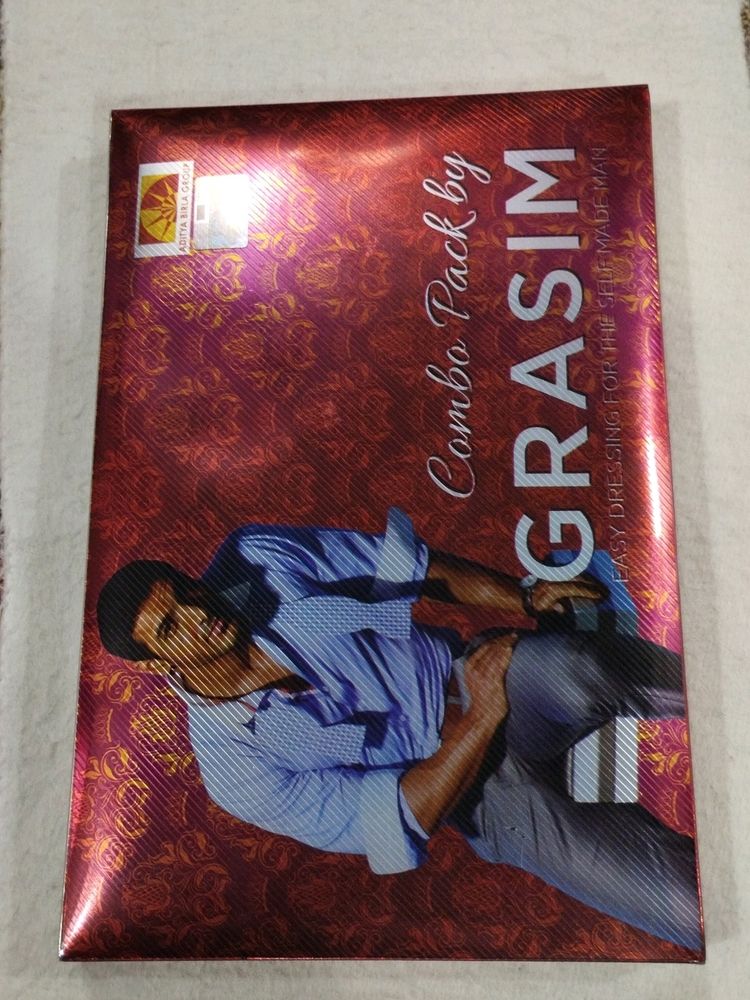 ADITYA BIRLA GROUP
Combo Pack by
GRASIM
EASY DRESSING FOR THE SELF-MADE MAN